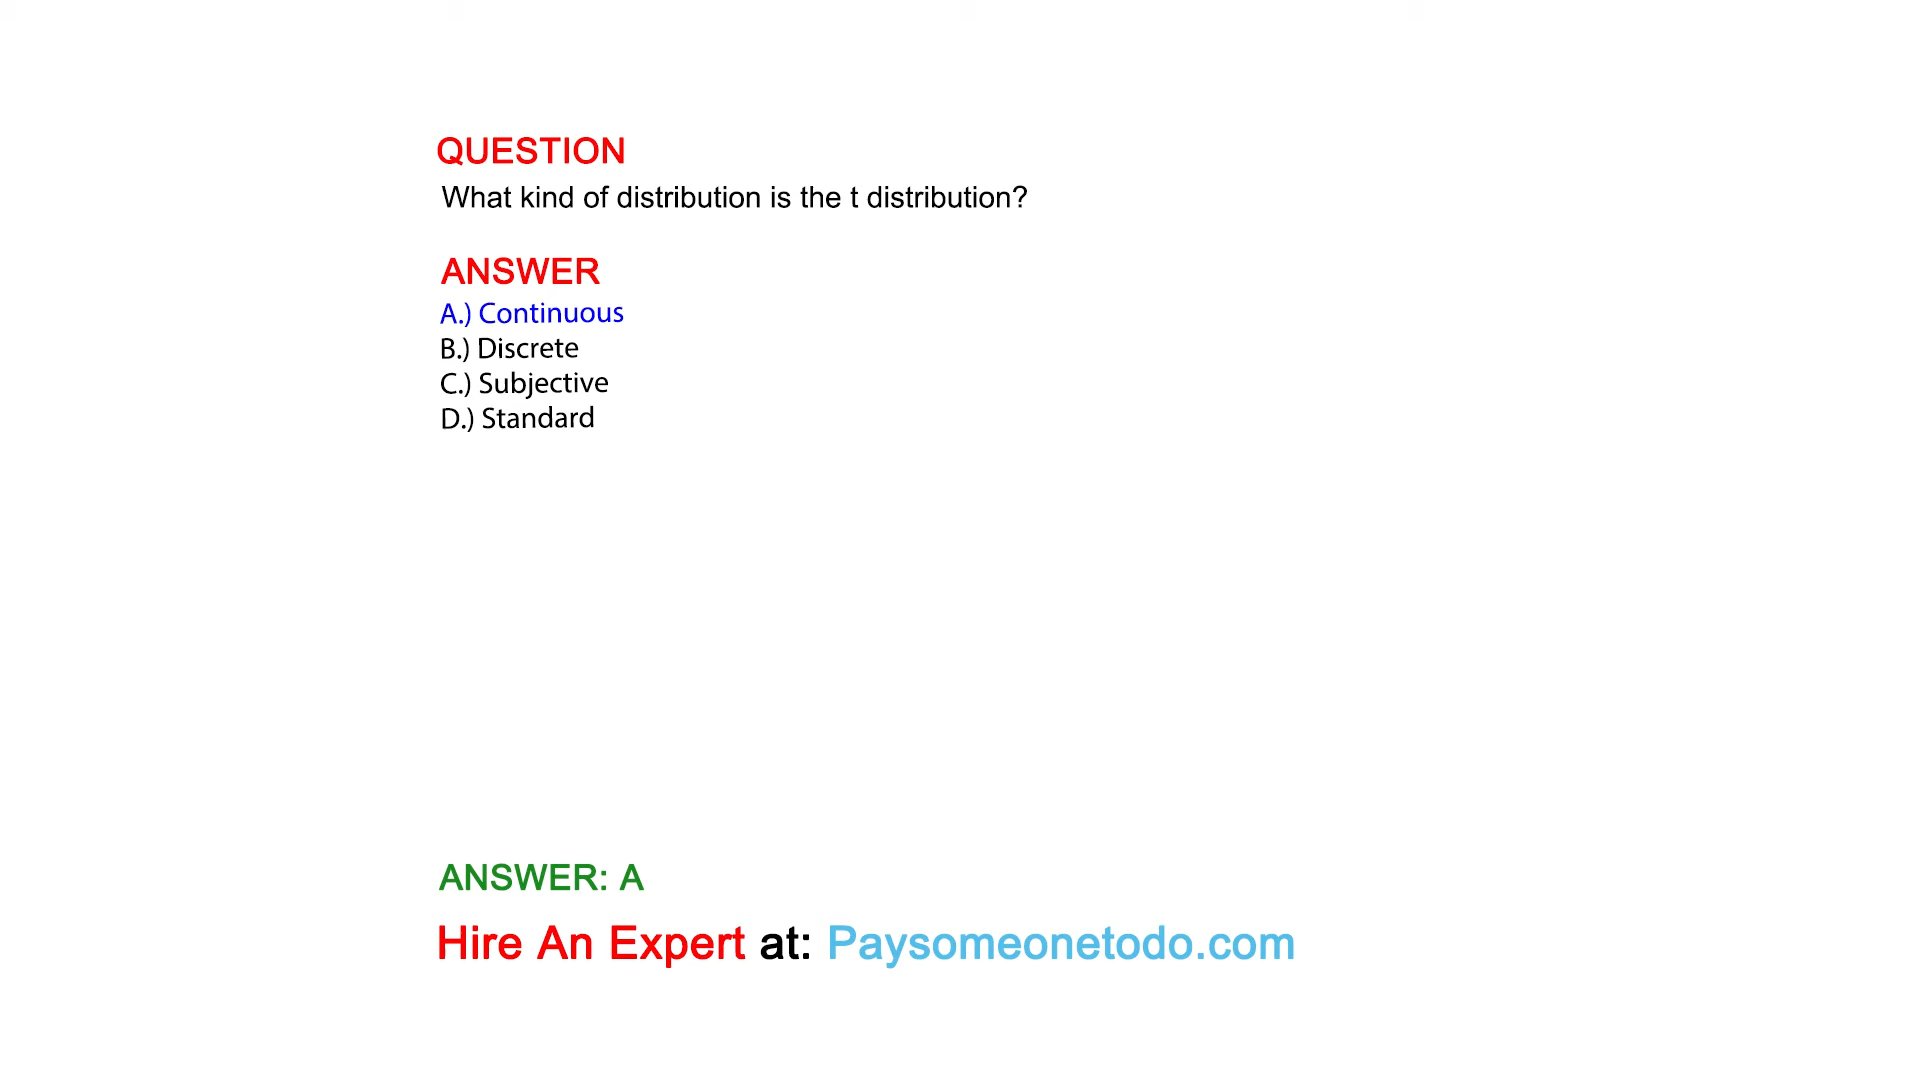 QUESTION
What kind of distribution is the t distribution?
ANSWER
A.) Continuous
B.) Discrete
C.) Subjective
D.) Standard
ANSWER: A
Hire An Expert at: Paysomeonetodo.com